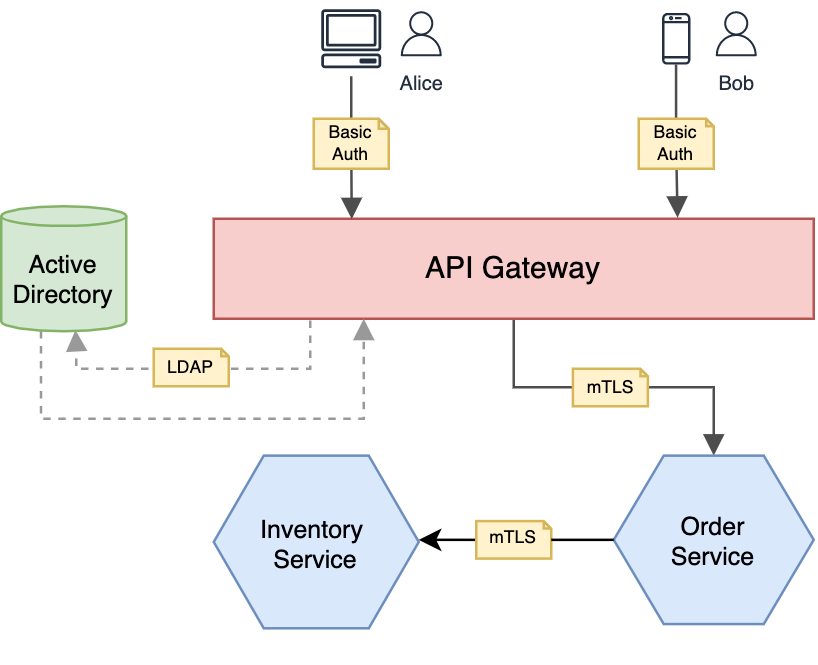 Alice
Bob
Basic
Auth
Basic
Auth
Active
Directory
API Gateway
LDAP
mTLS
Inventory
Service
mTLS
Order
Service